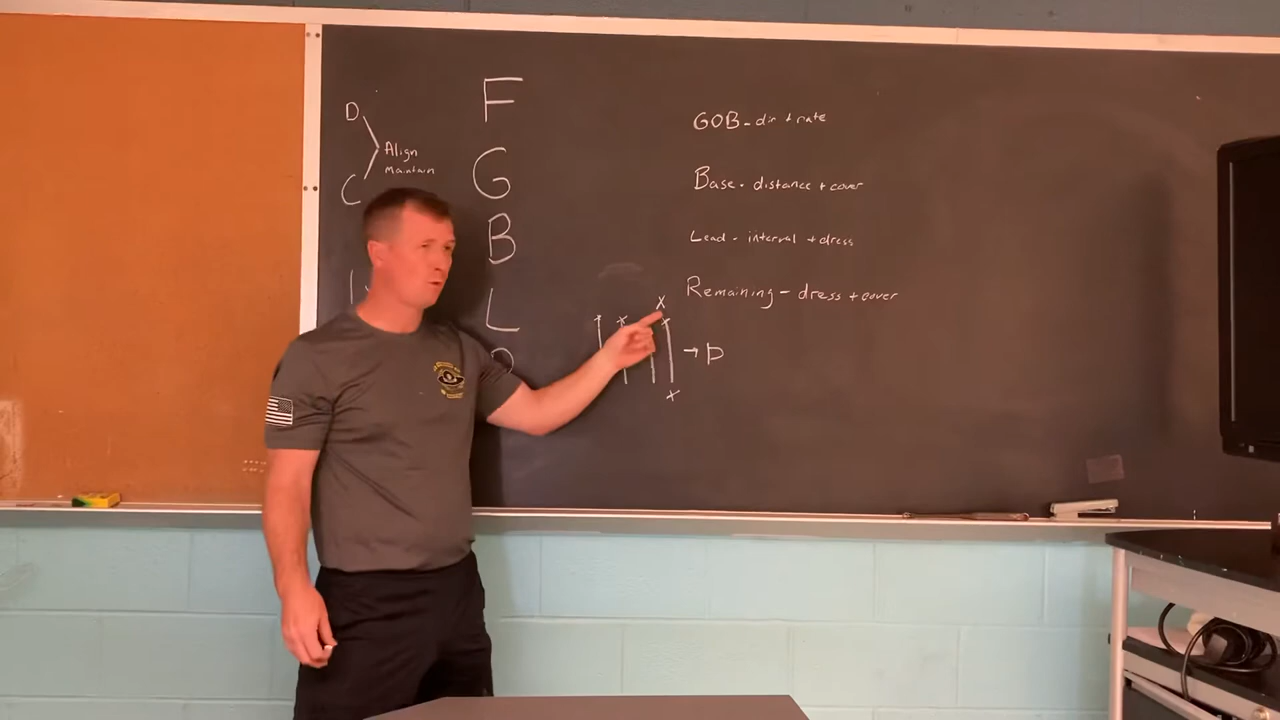 D
Align
Maintain
C
F
G
B
L
GOB - dir + rate
Base - distance + cover
Lead - interval + dress
Remaining - dress + cover
X
x x x
→ D
x